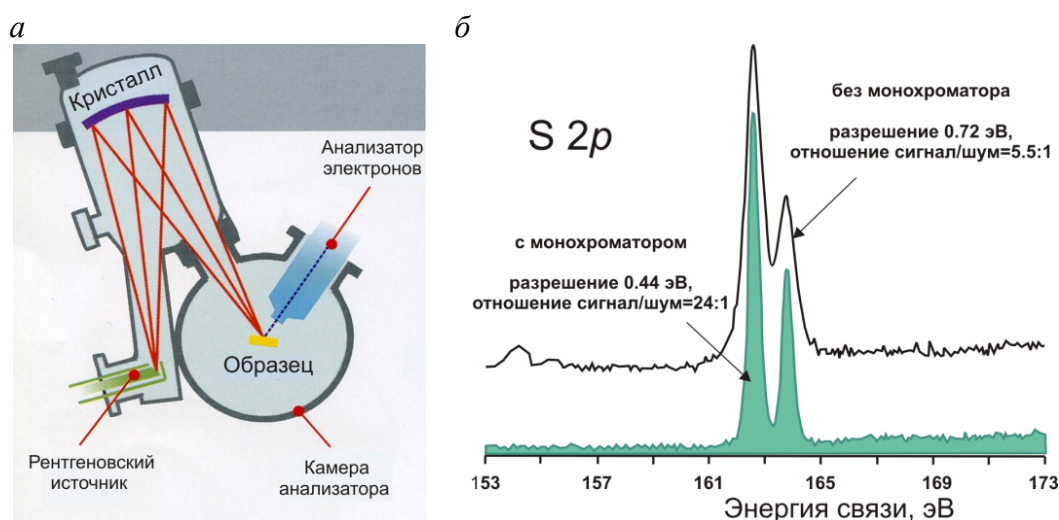 а
Кристалл
Анализатор
электронов
Образец
Рентгеновский
источник
Камера
анализатора
б
S 2p
без монохроматора
разрешение 0.72 эВ,
отношение сигнал/шум=5.5:1
с монохроматором
разрешение 0.44 эВ,
отношение сигнал/шум=24:1
153 157 161 165 169 173
Энергия связи, эВ